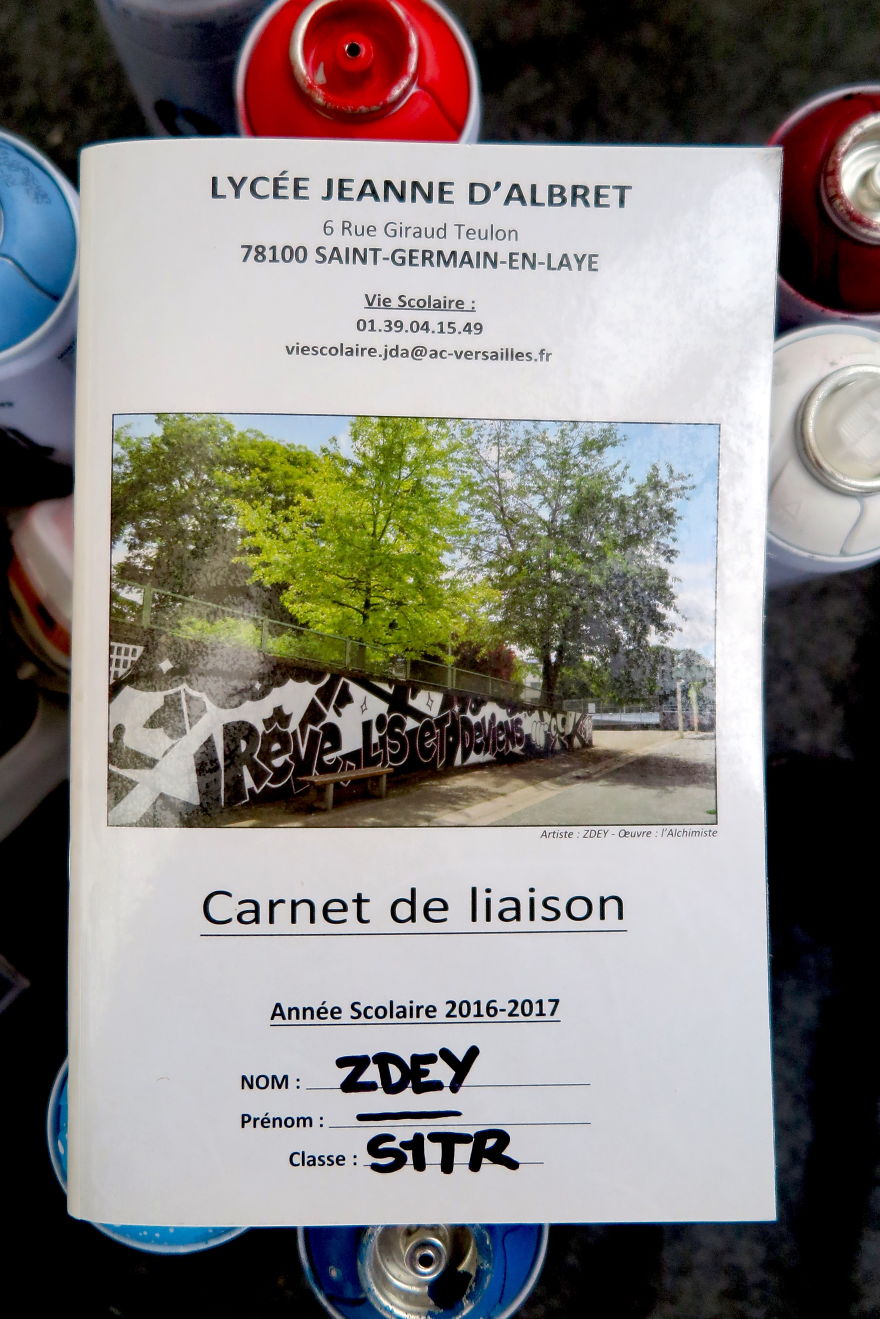 LYCÉE JEANNE D’ALBRET
6 Rue Giraud Teulon
78100 SAINT-GERMAIN-EN-LAYE
Vie Scolaire :
01.39.04.15.49
viescolaire.jda@ac-versailles.fr
Rêve, Lis et Deviens
Artiste : ZDEY - Œuvre : l’Alchimiste
Carnet de liaison
Année Scolaire 2016-2017
NOM : ZDEY
Prénom : —
Classe : S1TR